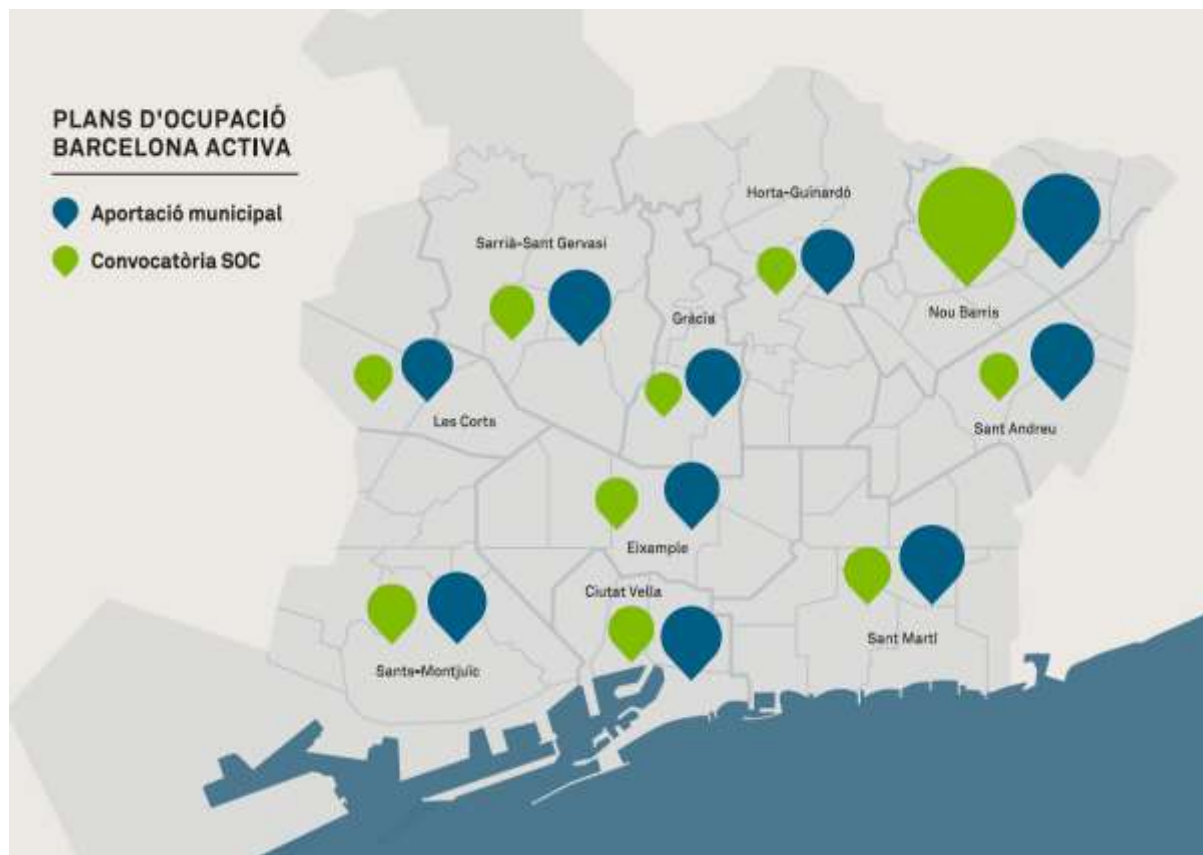 PLANS D'OCUPACIÓ
BARCELONA ACTIVA
Aportació municipal
Convocatòria SOC
Horta-Guinardó
Sarrià-Sant Gervasi
Gràcia
Nou Barris
Les Corts
Sant Andreu
Eixample
Ciutat Vella
Sant Martí
Sants-Montjuïc